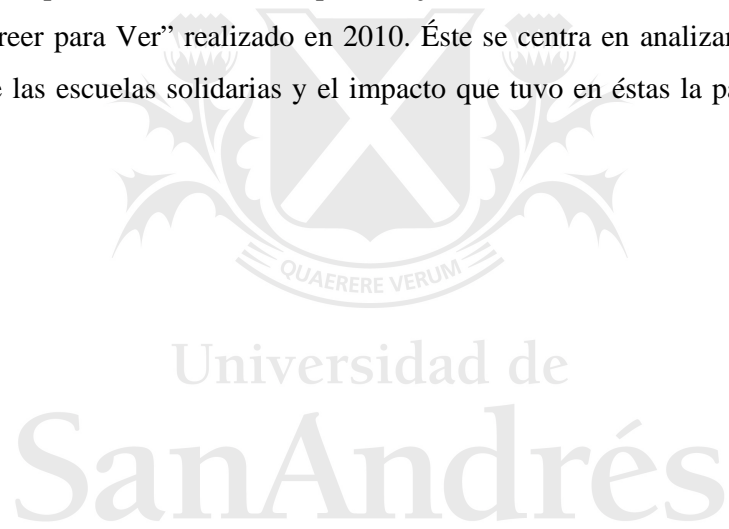 reer para Ver” realizado en 2010. Éste se centra en analizar
las escuelas solidarias y el impacto que tuvo en éstas la
QUAERERE VERUM
Universidad de
SanAndrés